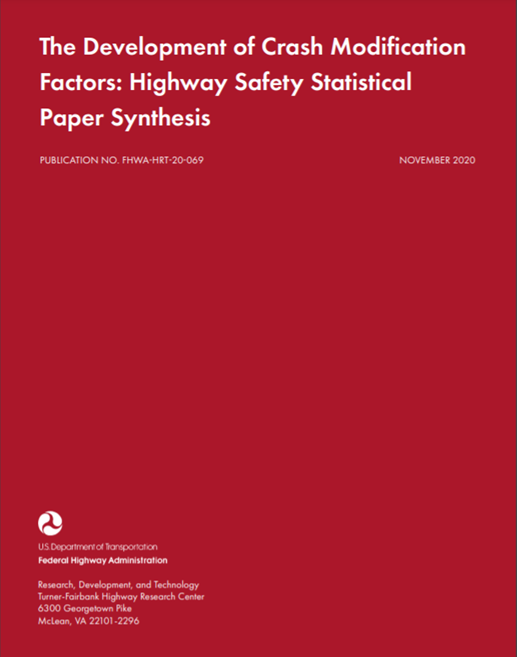 The Development of Crash Modification
Factors: Highway Safety Statistical
Paper Synthesis
PUBLICATION NO. FHWA-HRT-20-069 NOVEMBER 2020
U.S. Department of Transportation
Federal Highway Administration
Research, Development, and Technology
Turner-Fairbank Highway Research Center
6300 Georgetown Pike
McLean, VA 22101-2296